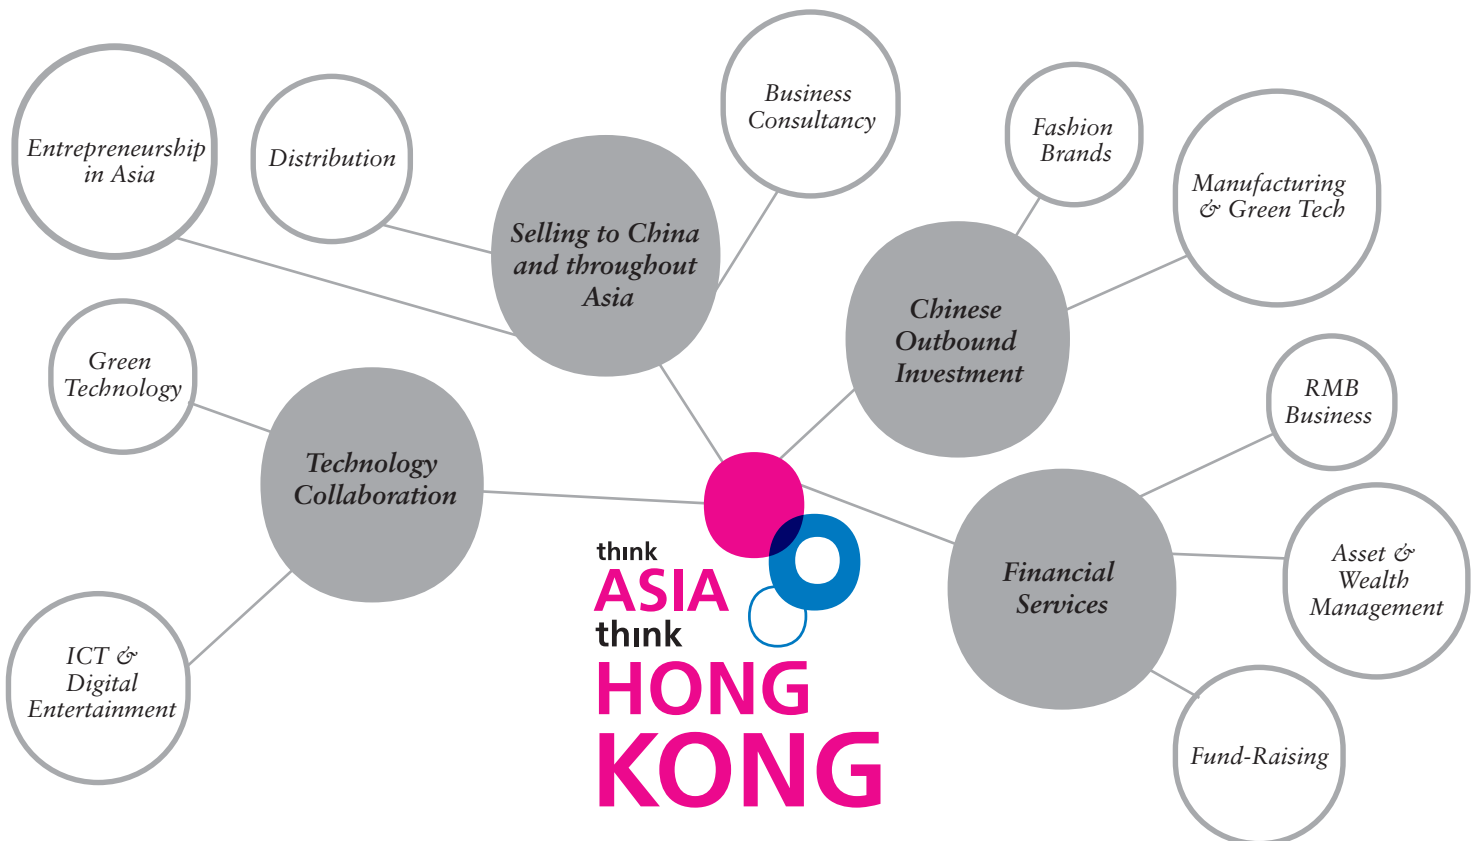 Entrepreneurship
in Asia
Distribution
Business
Consultancy
Selling to China
and throughout
Asia
Fashion
Brands
Manufacturing
& Green Tech
Chinese
Outbound
Investment
Green
Technology
Technology
Collaboration
ICT &
Digital
Entertainment
RMB
Business
Asset &
Wealth
Management
Financial
Services
Fund-Raising
think
ASIA
think
HONG
KONG